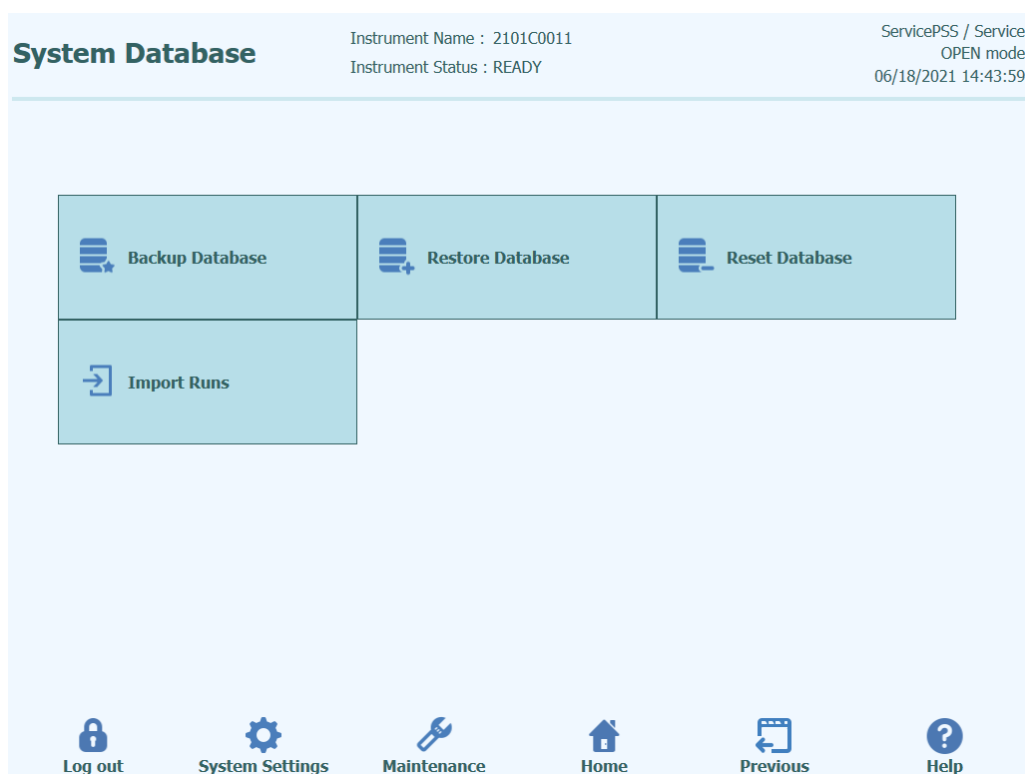 System Database
Instrument Name : 2101C0011
Instrument Status : READY
ServicePSS / Service
OPEN mode
06/18/2021 14:43:59
Backup Database
Restore Database
Reset Database
Import Runs
Log out
System Settings
Maintenance
Home
Previous
Help